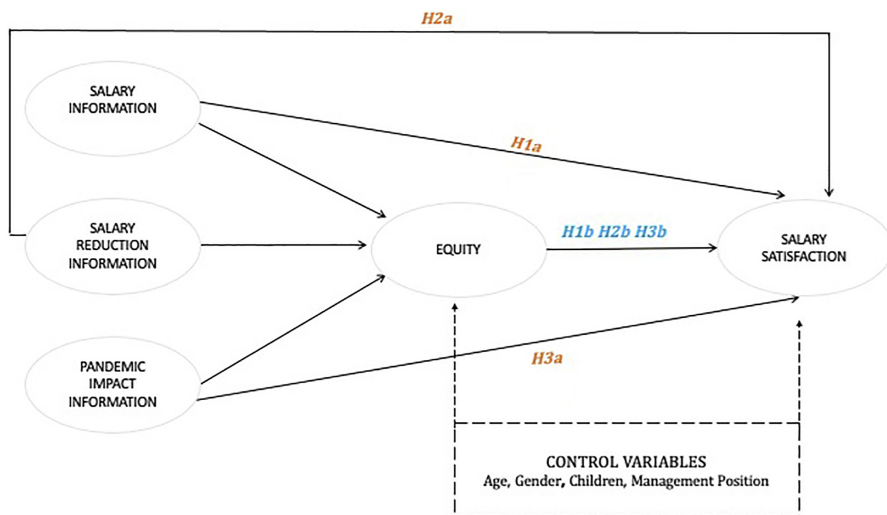 H2a
SALARY
INFORMATION
H1a
SALARY
REDUCTION
INFORMATION
EQUITY
H1b H2b H3b
SALARY
SATISFACTION
PANDEMIC
IMPACT
INFORMATION
H3a
CONTROL VARIABLES
Age, Gender, Children, Management Position